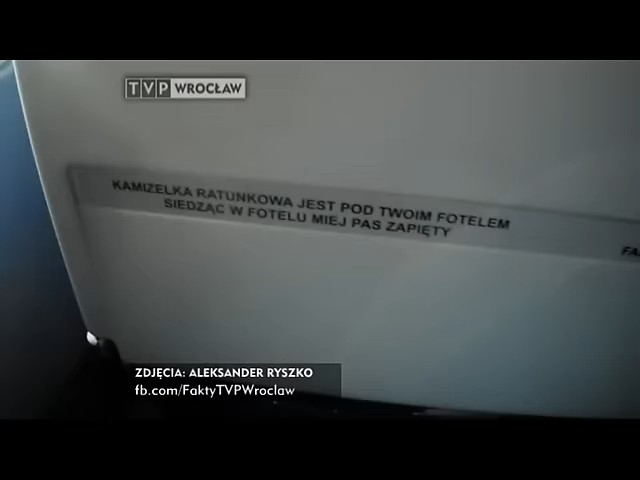 TVP WROCŁAW
KAMIZELKA RATUNKOWA JEST POD TWOIM FOTELEM
SIEDZĄC W FOTELU MIEJ PAS ZAPIĘTY
ZDJĘCIA: ALEKSANDER RYSZKO
fb.com/FaktyTVPWroclaw